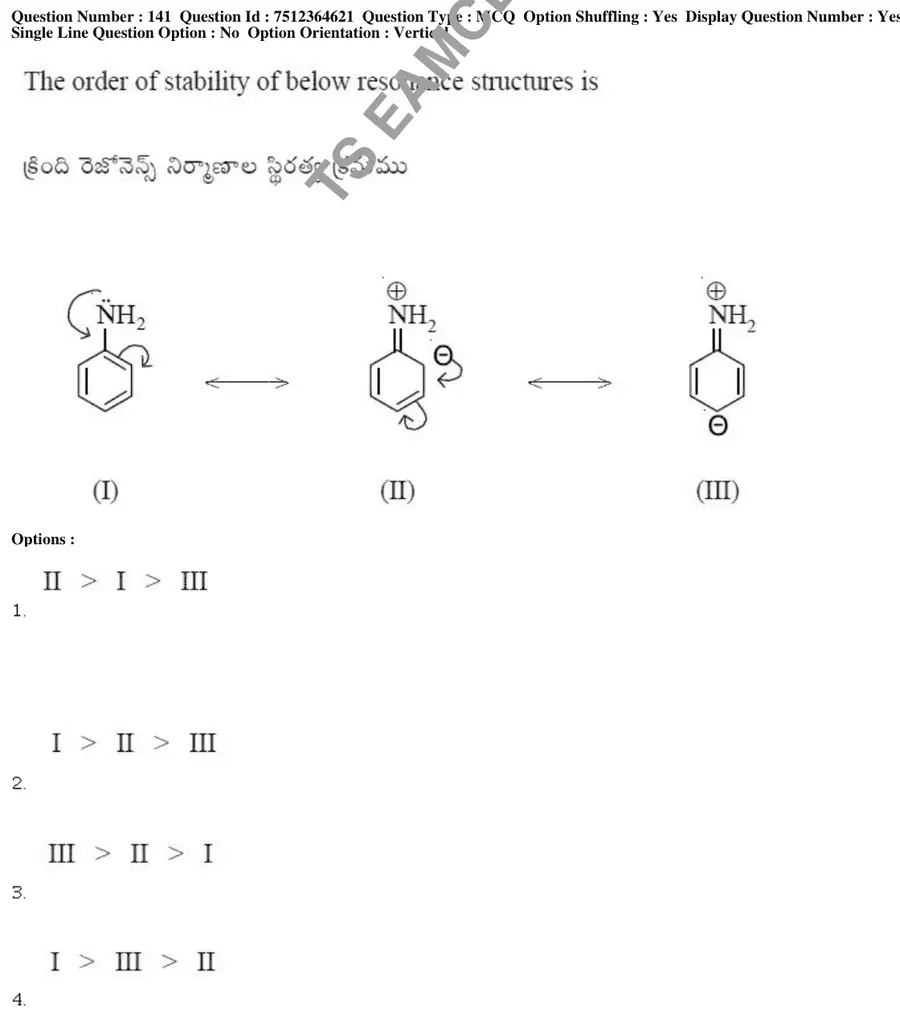 Question Number : 141 Question Id : 7512364621 Question Type : MCQ Option Shuffling : Yes Display Question Number : Yes
Single Line Question Option : No Option Orientation : Vertical
TS EAMCE
The order of stability of below resonance structures is
క్రింది రెజోనెన్స్ నిర్మాణాల స్థిరత్వ క్రమము
N̈H₂ ⊕ NH₂ ⊖ ⊕ NH₂ ⊖
(I) (II) (III)
Options :
II > I > III
1.
I > II > III
2.
III > II > I
3.
I > III > II
4.